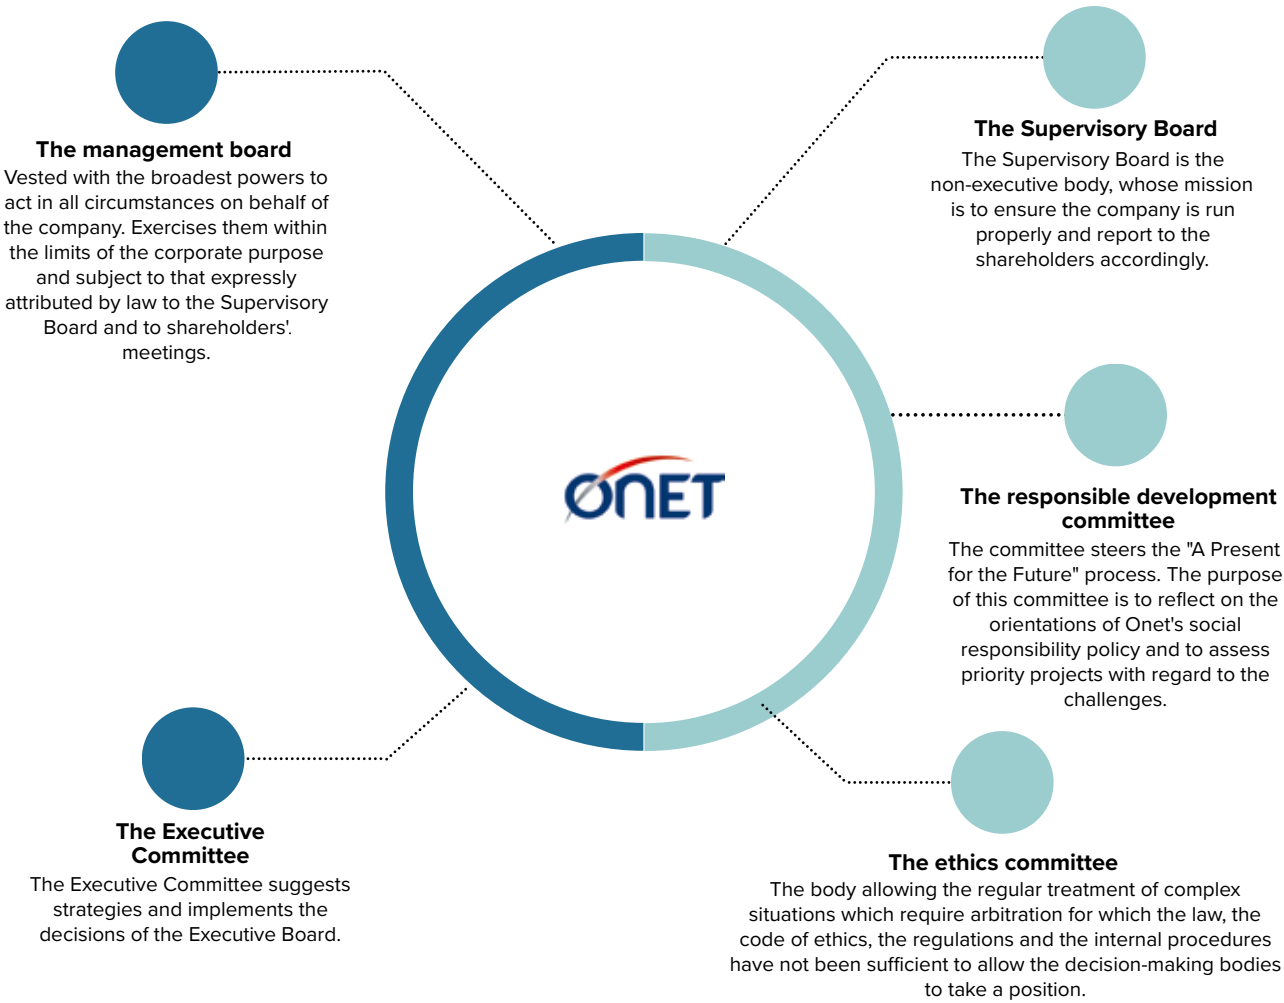 The management board
Vested with the broadest powers to
act in all circumstances on behalf of
the company. Exercises them within
the limits of the corporate purpose
and subject to that expressly
attributed by law to the Supervisory
Board and to shareholders'.
meetings.
The Supervisory Board
The Supervisory Board is the
non-executive body, whose mission
is to ensure the company is run
properly and report to the
shareholders accordingly.
ONET
The responsible development
committee
The committee steers the "A Present
for the Future" process. The purpose
of this committee is to reflect on the
orientations of Onet's social
responsibility policy and to assess
priority projects with regard to the
challenges.
The Executive
Committee
The Executive Committee suggests
strategies and implements the
decisions of the Executive Board.
The ethics committee
The body allowing the regular treatment of complex
situations which require arbitration for which the law, the
code of ethics, the regulations and the internal procedures
have not been sufficient to allow the decision-making bodies
to take a position.